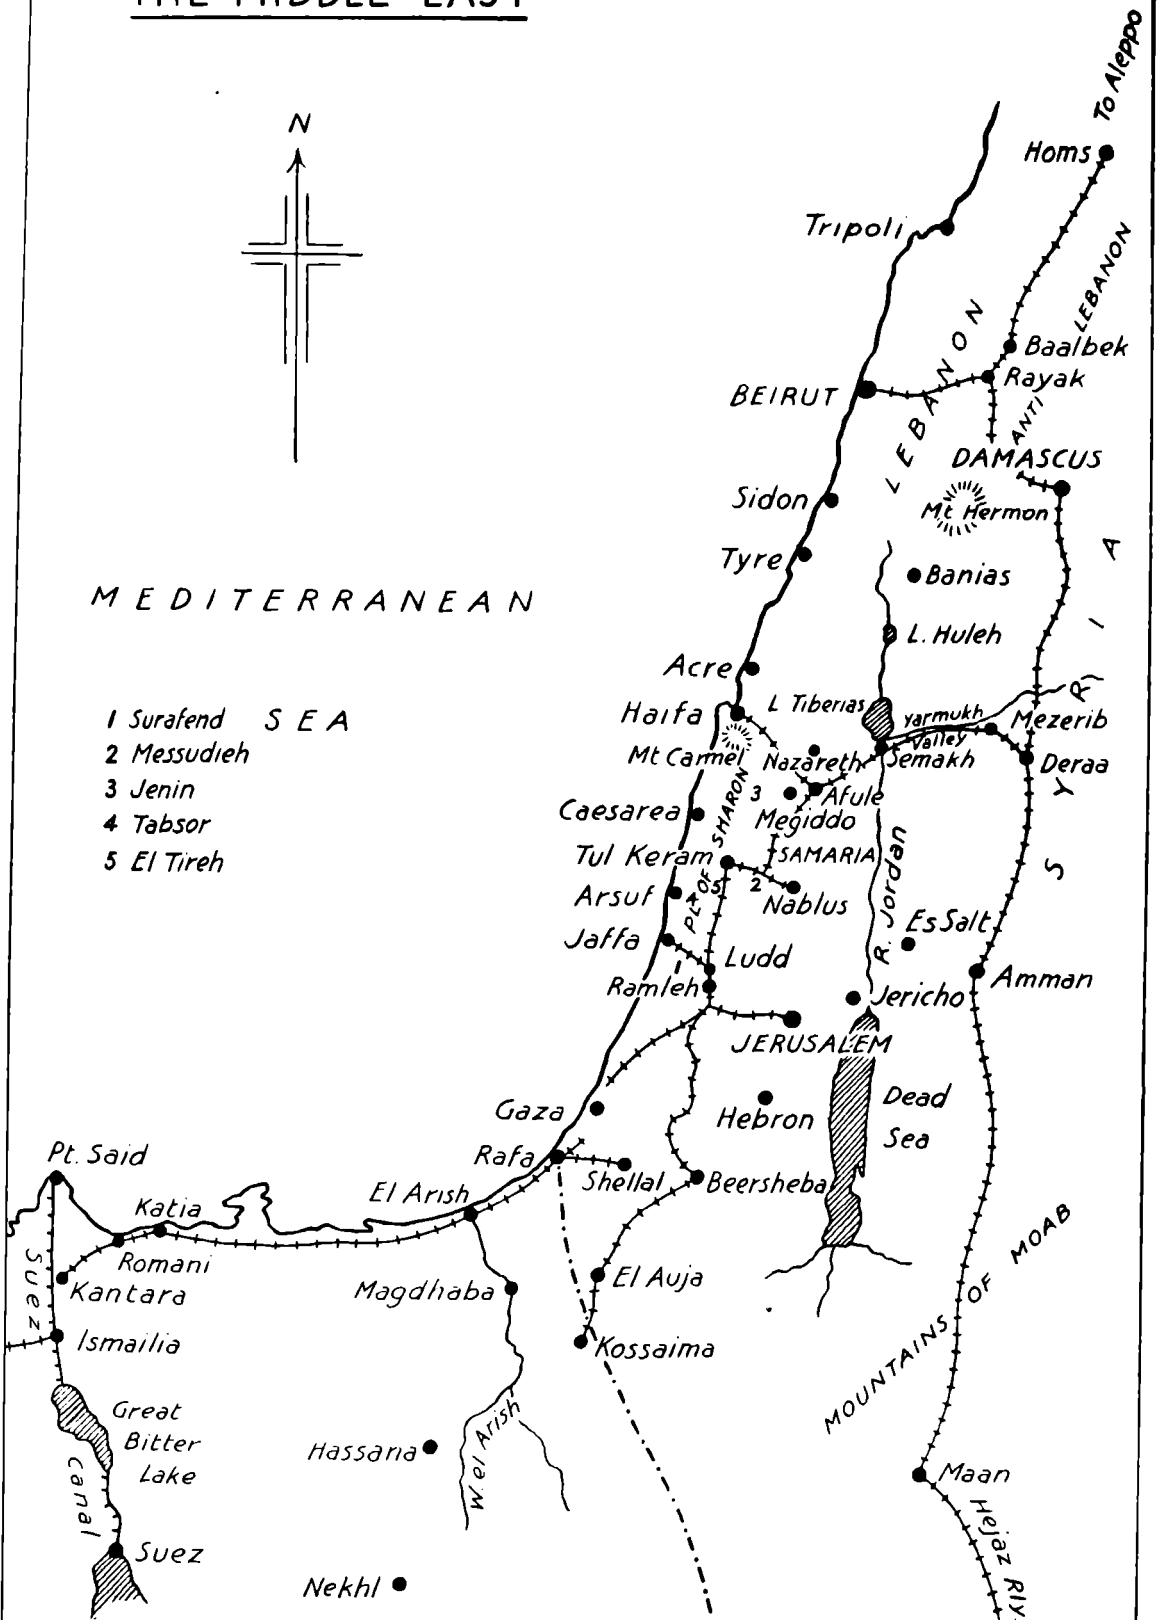 THE MIDDLE EAST
N
To Aleppo
Homs
Tripoli
LEBANON
ANTI LEBANON
Baalbek
Rayak
BEIRUT
DAMASCUS
Sidon
Mt Hermon
Tyre
Banias
MEDITERRANEAN
SEA
L. Huleh
Acre
SYRIA
1 Surafend
2 Messudieh
3 Jenin
4 Tabsor
5 El Tireh
Haifa
L Tiberias
Yarmukh
Valley
Mezerib
Mt Carmel
Nazareth
Semakh
Deraa
3
Afule
Caesarea
Megiddo
PL. OF SHARON
Tul Keram
SAMARIA
Arsuf
4
5
2
Nablus
R. Jordan
Es Salt
Jaffa
Ludd
1
Ramleh
Jericho
Amman
JERUSALEM
Gaza
Hebron
Dead
Sea
Rafa
Shellal
Beersheba
Pt. Said
Katia
El Arish
Romani
Kantara
Magdhaba
El Auja
MOUNTAINS OF MOAB
Suez
Ismailia
Kossaima
Great
Bitter
Lake
Canal
Hassana
W. el Arish
Maan
Hejaz Rly
Suez
Nekhl